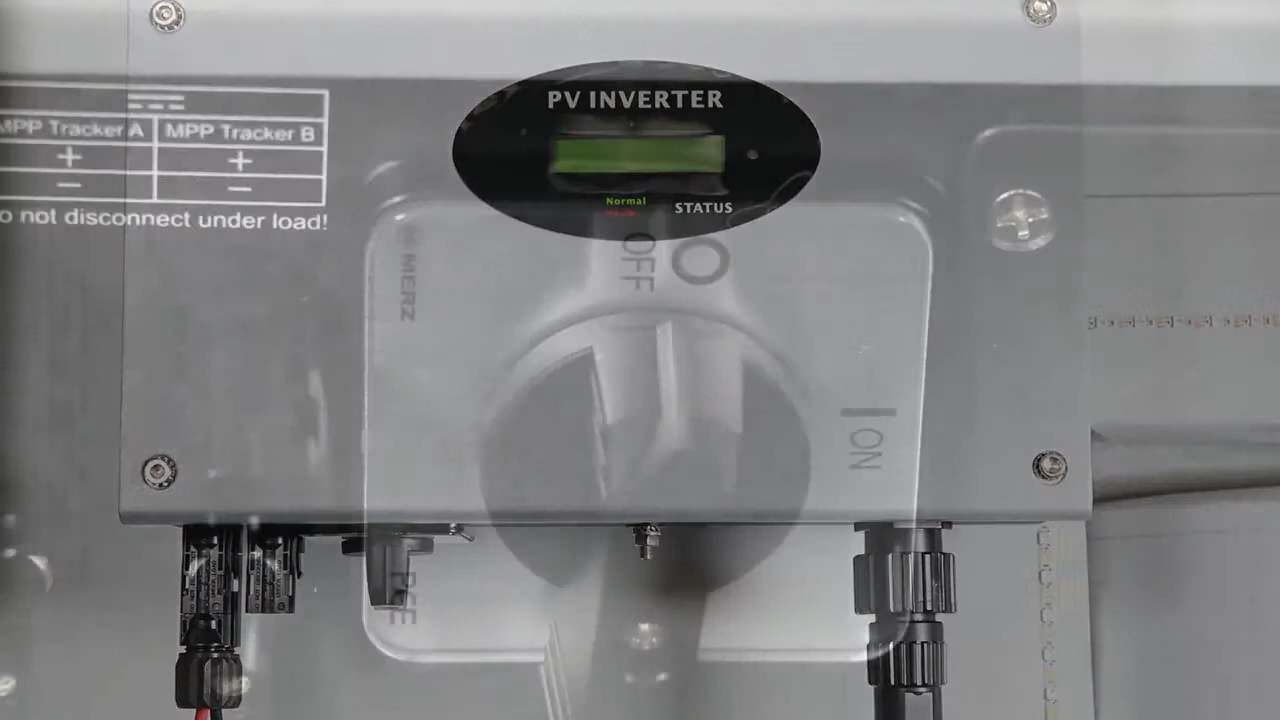 PV INVERTER
MPP Tracker A MPP Tracker B
+ +
− −
o not disconnect under load!
Normal
STATUS
OFF
O
MERZ
I ON